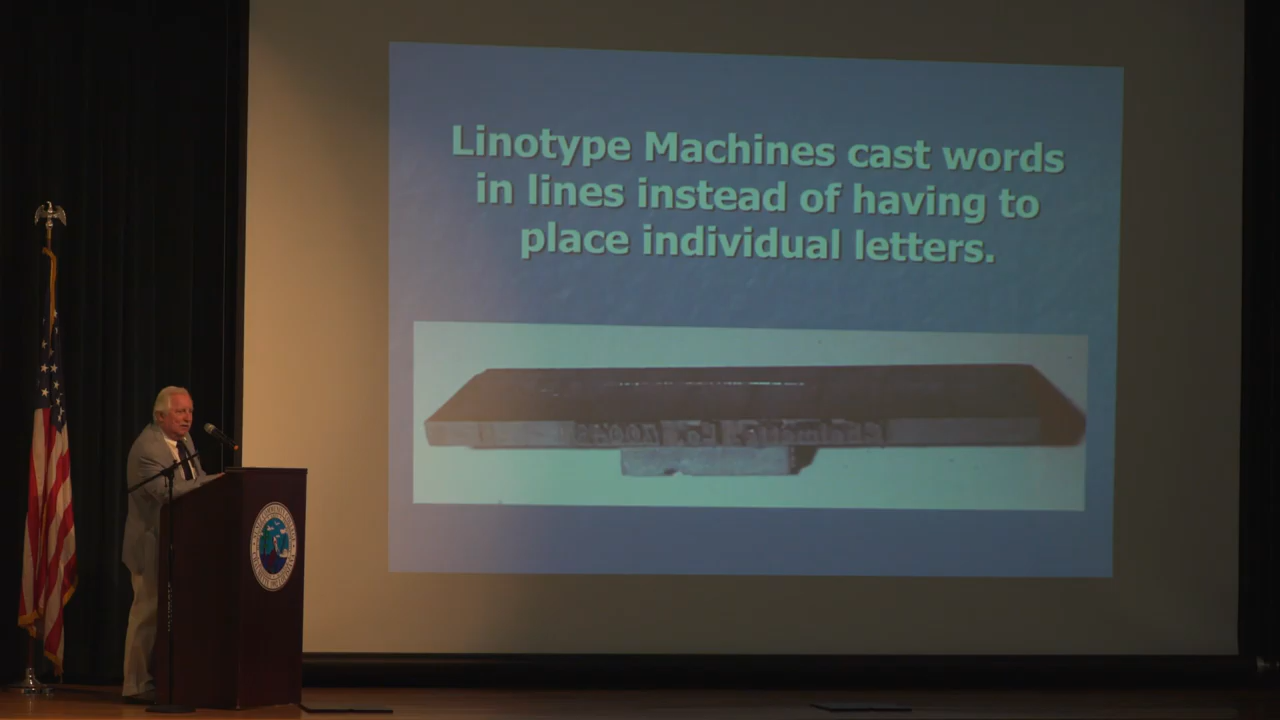 Linotype Machines cast words
in lines instead of having to
place individual letters.